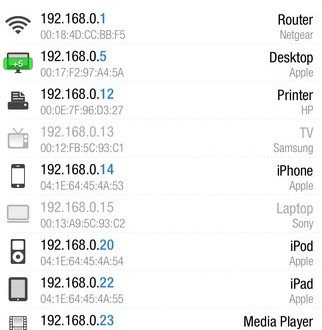 192.168.0.1 Router
00:18:4D:CC:BB:F5 Netgear
+5
192.168.0.5 Desktop
00:17:F2:97:A4:5A Apple
192.168.0.12 Printer
00:0E:7F:96:D3:27 HP
192.168.0.13 TV
00:12:FB:5C:93:C1 Samsung
192.168.0.14 iPhone
04:1E:64:45:4A:53 Apple
192.168.0.15 Laptop
00:13:A9:5C:93:C2 Sony
192.168.0.20 iPod
04:1E:64:45:4A:54 Apple
192.168.0.22 iPad
04:1E:64:45:4A:55 Apple
192.168.0.23 Media Player